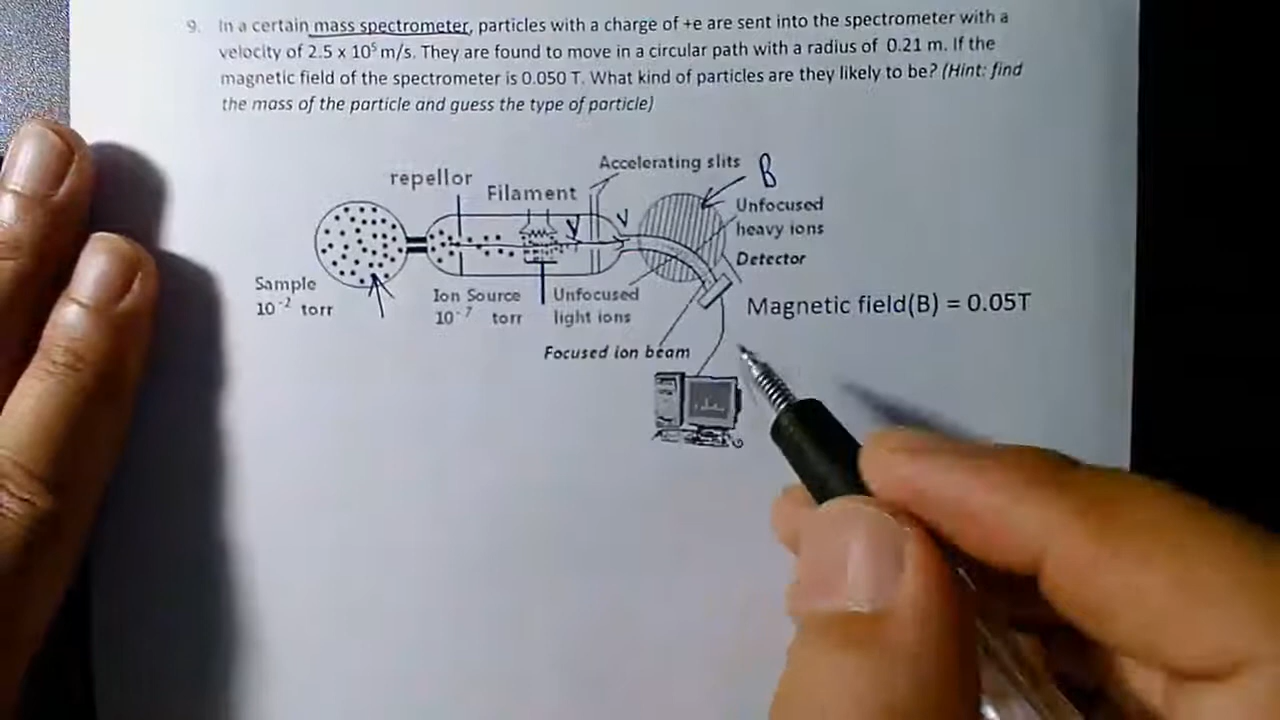 9. In a certain mass spectrometer, particles with a charge of +e are sent into the spectrometer with a
velocity of 2.5 x 10⁵ m/s. They are found to move in a circular path with a radius of 0.21 m. If the
magnetic field of the spectrometer is 0.050 T. What kind of particles are they likely to be? (Hint: find
the mass of the particle and guess the type of particle)
Accelerating slits
B
repellor
Filament
V
V
Unfocused
heavy ions
Detector
Sample
10⁻² torr
Ion Source
10⁻⁷ torr
Unfocused
light ions
Magnetic field(B) = 0.05T
Focused ion beam